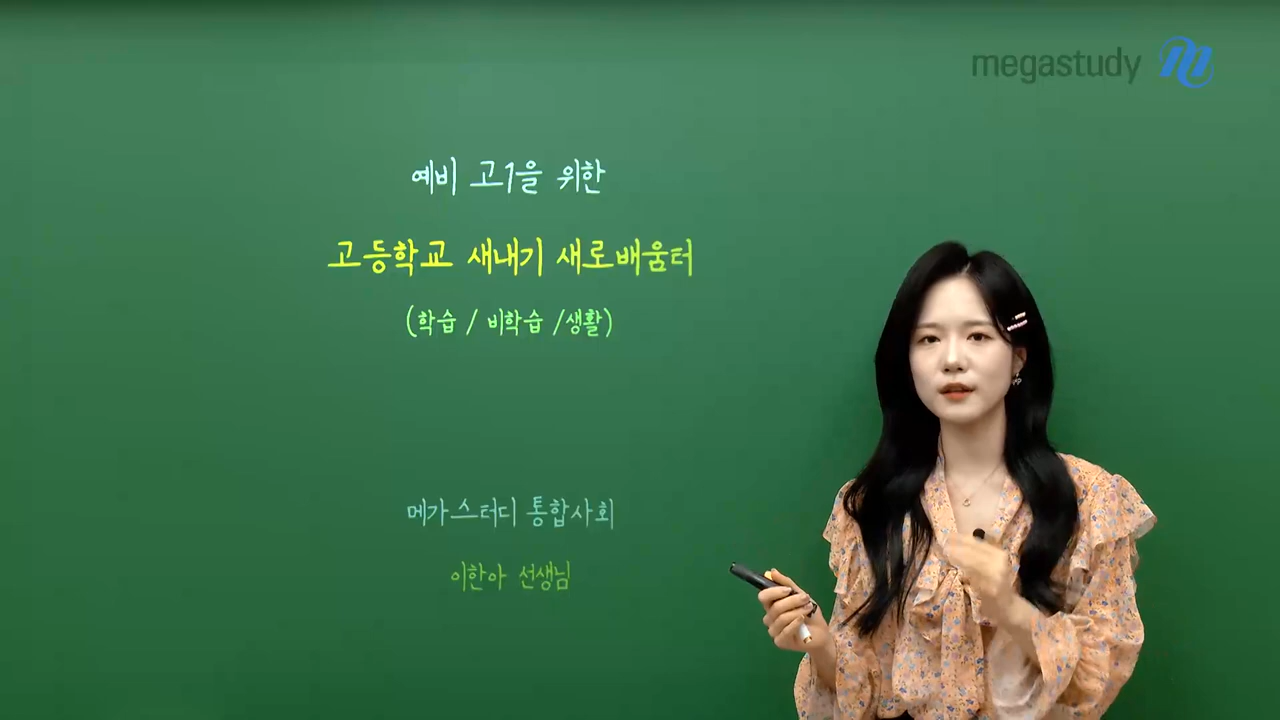 megastudy
예비 고1을 위한
고등학교 새내기 새로배움터
(학습 / 비학습 /생활)
메가스터디 통합사회
이한아 선생님